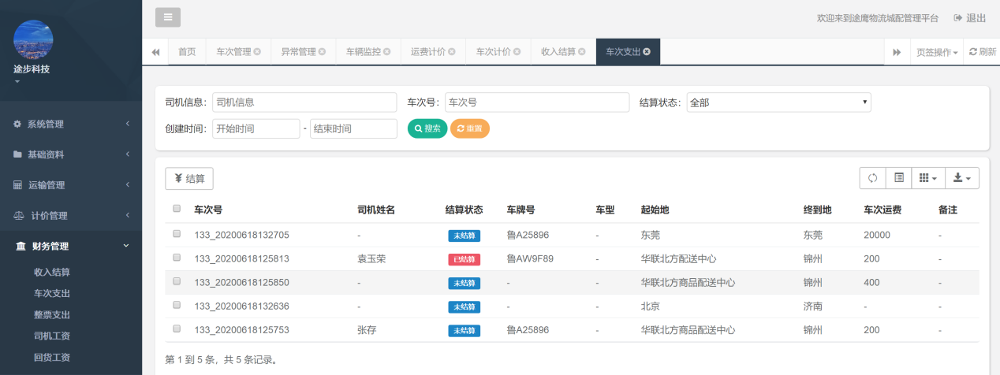 欢迎来到途鹰物流城配管理平台 退出
途步科技
首页 车次管理 异常管理 车辆监控 运费计价 车次计价 收入结算 车次支出 页签操作 刷新
系统管理
基础资料
运输管理
计价管理
财务管理
收入结算
车次支出
整票支出
司机工资
回货工资
司机信息: 司机信息 车次号: 车次号 结算状态: 全部
创建时间: 开始时间 - 结束时间 搜索 重置
¥ 结算
车次号 司机姓名 结算状态 车牌号 车型 起始地 终到地 车次运费 备注
133_20200618132705 - 未结算 鲁A25896 - 东莞 东莞 20000 -
133_20200618125813 袁玉荣 已结算 鲁AW9F89 - 华联北方配送中心 锦州 200 -
133_20200618125850 - 未结算 - - 华联北方商品配送中心 锦州 400 -
133_20200618132636 - 未结算 - - 北京 济南 - -
133_20200618125753 张存 未结算 鲁A25896 - 华联北方商品配送中心 锦州 200 -
第 1 到 5 条，共 5 条记录。